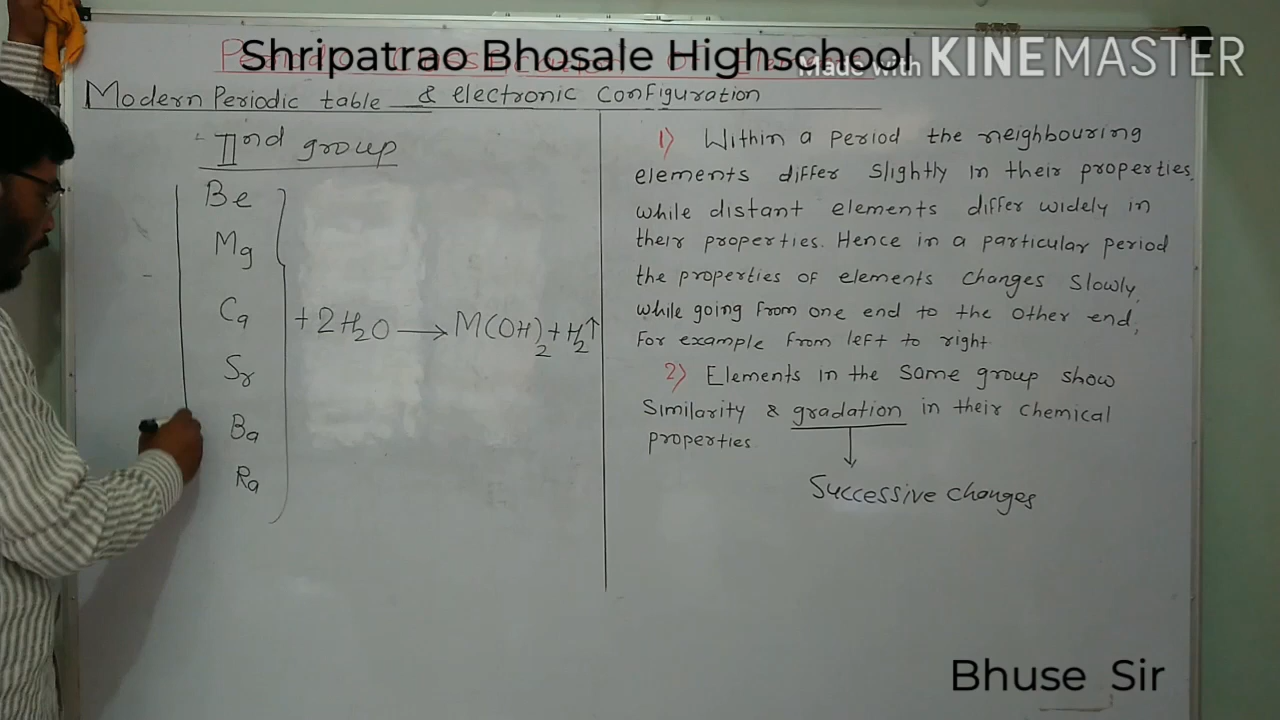 Shripatrao Bhosale Highschool
Made with KINEMASTER
Modern Periodic table & electronic configuration
IInd group
Be
Mg
Ca
Sr
Ba
Ra
+ 2H₂O → M(OH)₂ + H₂↑
1) Within a period the neighbouring
elements differ slightly in their properties
while distant elements differ widely in
their properties. Hence in a particular period
the properties of elements changes slowly,
while going from one end to the other end,
for example from left to right
2) Elements in the same group show
similarity & gradation in their chemical
properties
Successive changes
Bhuse Sir